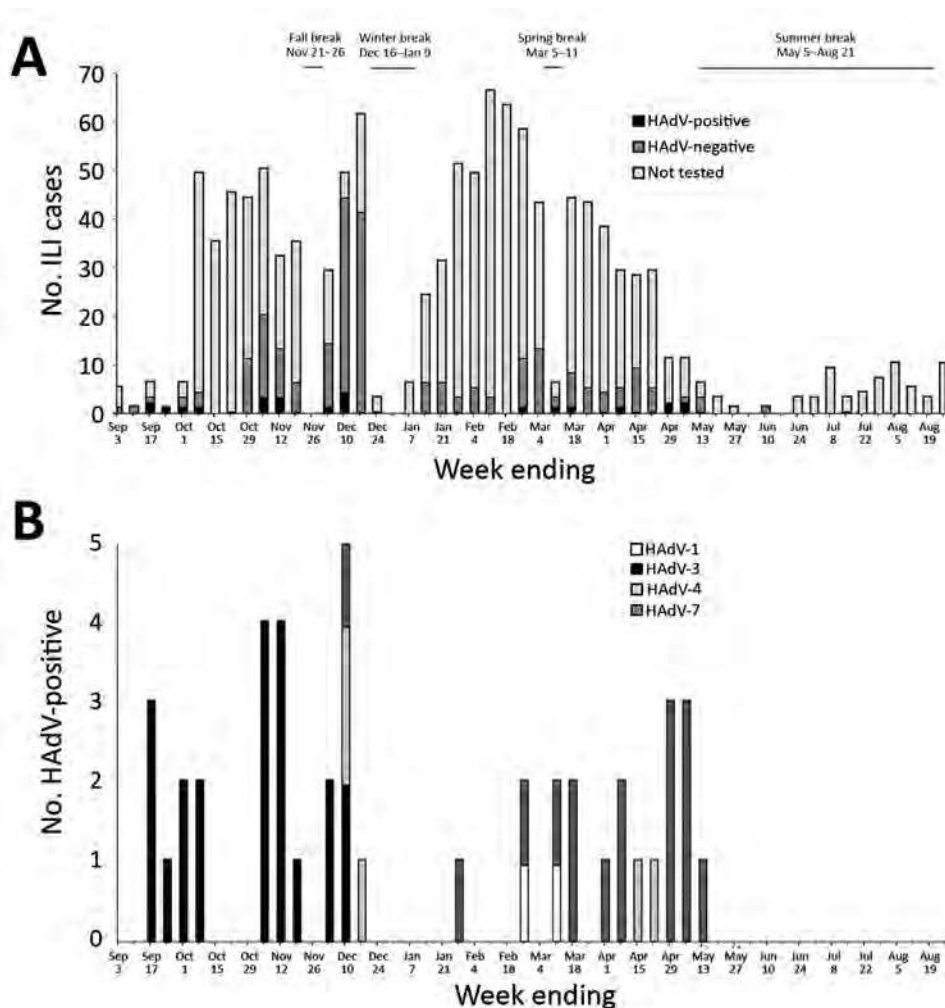 A
Fall break
Nov 21–26
Winter break
Dec 16–Jan 9
Spring break
Mar 5–11
Summer break
May 5–Aug 21
70
60
50
40
30
20
10
0
No. ILI cases
HAdV-positive
HAdV-negative
Not tested
Sep Sep Oct Oct Oct Nov Nov Dec Dec Jan Jan Feb Feb Mar Mar Apr Apr Apr May May Jun Jun Jul Jul Aug Aug
3 17 1 15 29 12 26 10 24 7 21 4 18 4 18 1 15 29 13 27 10 24 8 22 5 19
Week ending
B
5
4
3
2
1
0
No. HAdV-positive
HAdV-1
HAdV-3
HAdV-4
HAdV-7
Sep Sep Oct Oct Oct Nov Nov Dec Dec Jan Jan Feb Feb Mar Mar Apr Apr Apr May May Jun Jun Jul Jul Aug Aug
3 17 1 15 29 12 26 10 24 7 21 4 18 4 18 1 15 29 13 27 10 24 8 22 5 19
Week ending